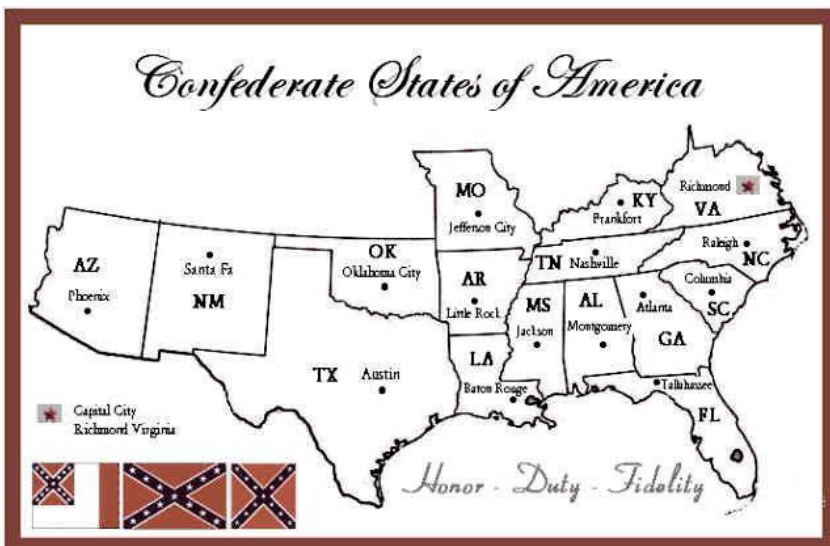 Confederate States of America
MO
Jefferson City
KY
Frankfort
Richmond
VA
Raleigh
NC
TN Nashville
OK
Oklahoma City
AZ
Phoenix
Santa Fa
NM
AR
Little Rock
MS
Jackson
AL
Montgomery
Atlanta
GA
Columbia
SC
TX Austin
LA
Baton Rouge
Tallahassee
FL
Capital City
Richmond Virginia
Honor - Duty - Fidelity